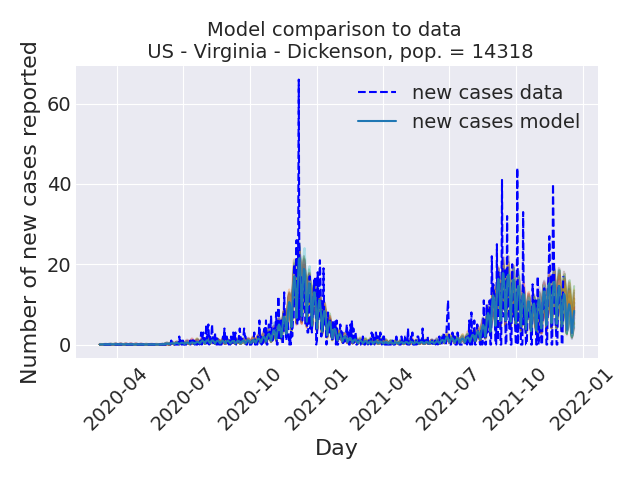 Model comparison to data
US - Virginia - Dickenson, pop. = 14318
Number of new cases reported
60
40
20
0
new cases data
new cases model
2020-04
2020-07
2020-10
2021-01
2021-04
2021-07
2021-10
2022-01
Day